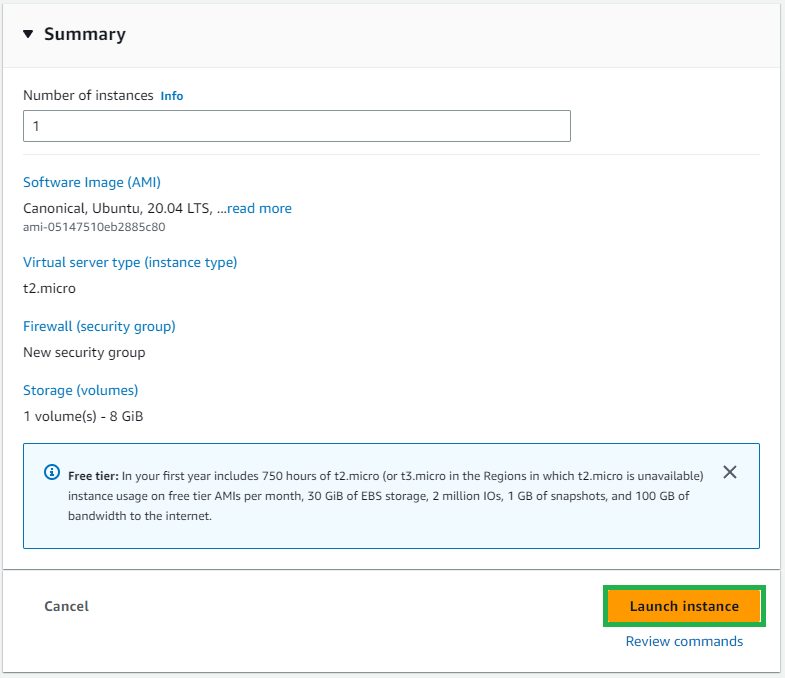 Summary
Number of instances Info
1
Software Image (AMI)
Canonical, Ubuntu, 20.04 LTS, ...read more
ami-05147510eb2885c80
Virtual server type (instance type)
t2.micro
Firewall (security group)
New security group
Storage (volumes)
1 volume(s) - 8 GiB
Free tier: In your first year includes 750 hours of t2.micro (or t3.micro in the Regions in which t2.micro is unavailable)
instance usage on free tier AMIs per month, 30 GiB of EBS storage, 2 million IOs, 1 GB of snapshots, and 100 GB of
bandwidth to the internet.
Cancel
Launch instance
Review commands